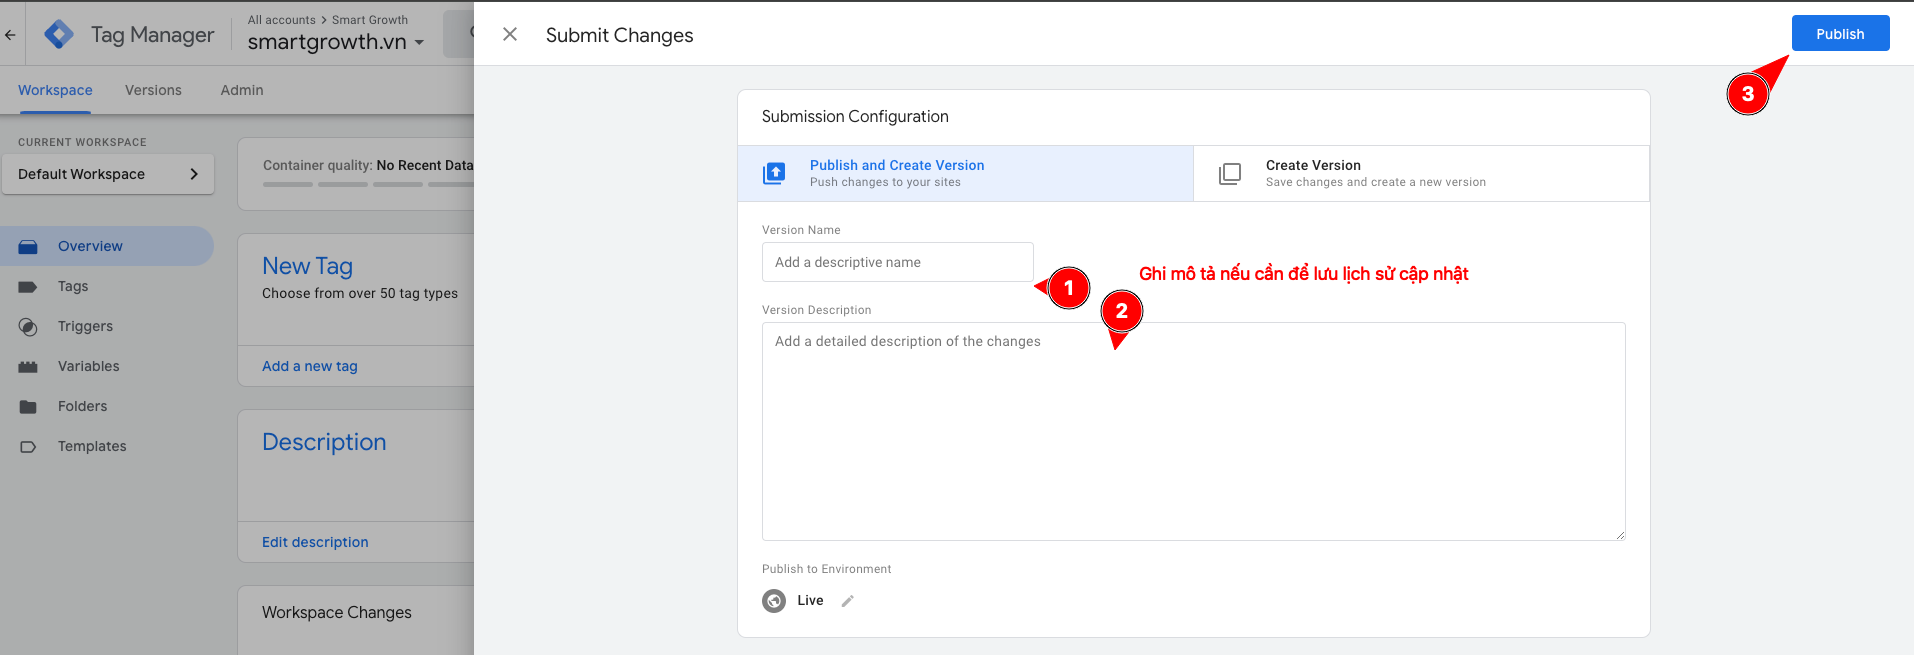 Tag Manager
All accounts > Smart Growth
smartgrowth.vn
Submit Changes
Publish
3
Workspace
Versions
Admin
CURRENT WORKSPACE
Default Workspace
Overview
Tags
Triggers
Variables
Folders
Templates
Container quality: No Recent Data
New Tag
Choose from over 50 tag types
Add a new tag
Description
Edit description
Workspace Changes
Submission Configuration
Publish and Create Version
Push changes to your sites
Create Version
Save changes and create a new version
Version Name
Add a descriptive name
1
Ghi mô tả nếu cần để lưu lịch sử cập nhật
2
Version Description
Add a detailed description of the changes
Publish to Environment
Live